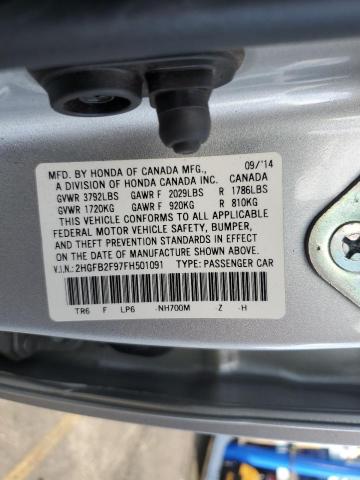 MFD. BY HONDA OF CANADA MFG., 09/'14
A DIVISION OF HONDA CANADA INC. CANADA
GVWR 3792LBS GAWR F 2029LBS R 1786LBS
GVWR 1720KG GAWR F 920KG R 810KG
THIS VEHICLE CONFORMS TO ALL APPLICABLE
FEDERAL MOTOR VEHICLE SAFETY, BUMPER,
AND THEFT PREVENTION STANDARDS IN EFFECT
ON THE DATE OF MANUFACTURE SHOWN ABOVE.
V.I.N.: 2HGFB2F97FH501091 TYPE: PASSENGER CAR
TR6 F LP6 -NH700M -Z -H